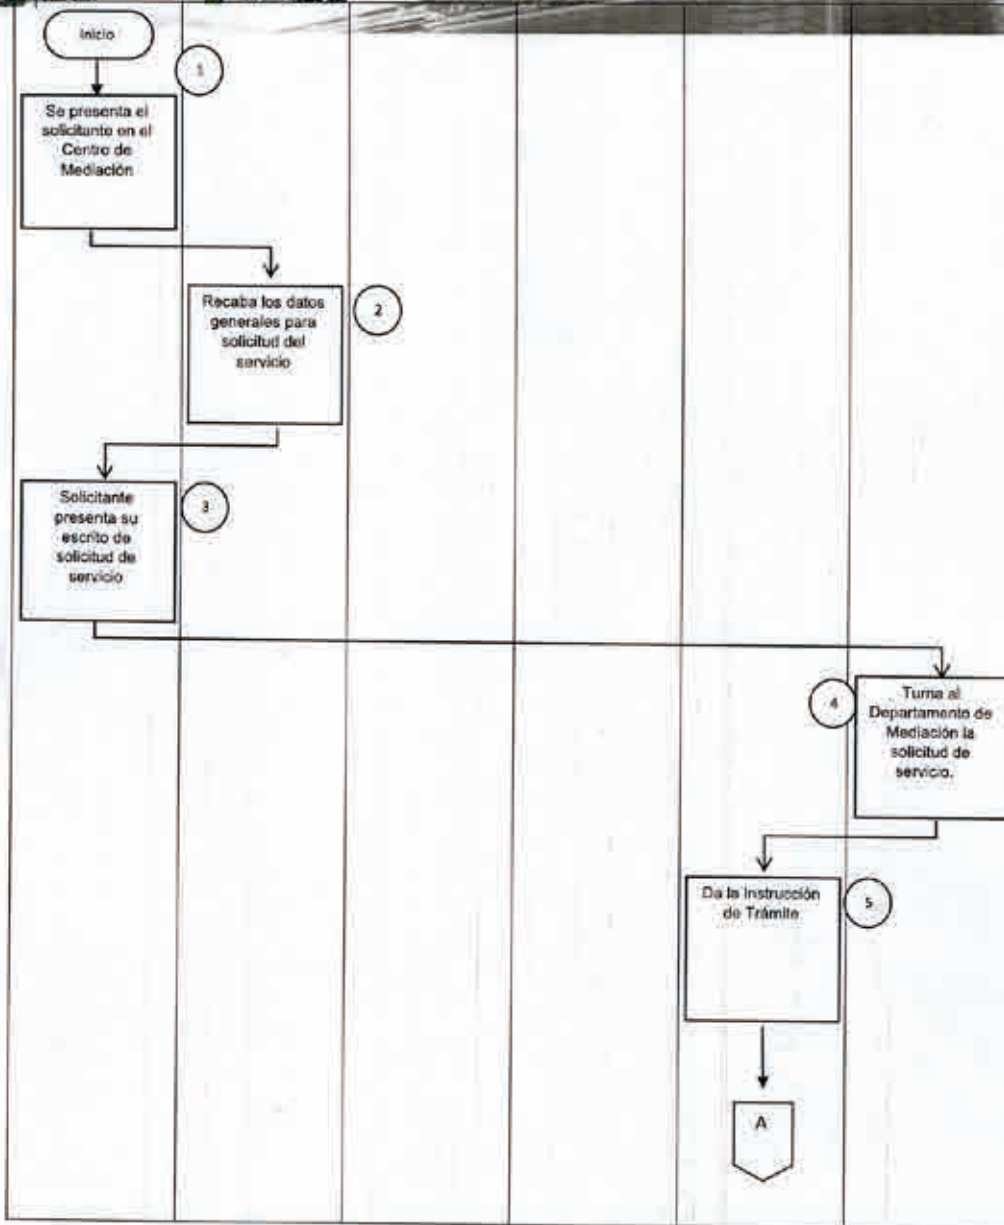 Inicio
1
Se presenta el
solicitante en el
Centro de
Mediación
Recaba los datos
generales para
solicitud del
servicio
2
Solicitante
presenta su
escrito de
solicitud de
servicio
3
4
Turna al
Departamento de
Mediación la
solicitud de
servicio.
Da la Instrucción
de Trámite
5
A